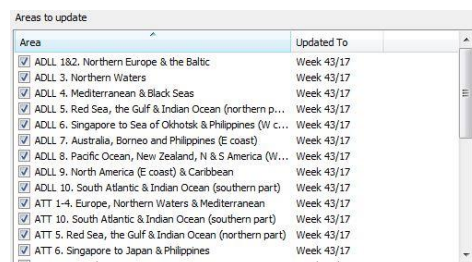 Areas to update
Area Updated To
ADLL 1&2. Northern Europe & the Baltic Week 43/17
ADLL 3. Northern Waters Week 43/17
ADLL 4. Mediterranean & Black Seas Week 43/17
ADLL 5. Red Sea, the Gulf & Indian Ocean (northern p... Week 43/17
ADLL 6. Singapore to Sea of Okhotsk & Philippines (W c... Week 43/17
ADLL 7. Australia, Borneo and Philippines (E coast) Week 43/17
ADLL 8. Pacific Ocean, New Zealand, N & S America (W... Week 43/17
ADLL 9. North America (E coast) & Caribbean Week 43/17
ADLL 10. South Atlantic & Indian Ocean (southern part) Week 43/17
ATT 1-4. Europe, Northern Waters & Mediterranean Week 43/17
ATT 10. South Atlantic & Indian Ocean (southern part) Week 43/17
ATT 5. Red Sea, the Gulf & Indian Ocean (northern part) Week 43/17
ATT 6. Singapore to Japan & Philippines Week 43/17